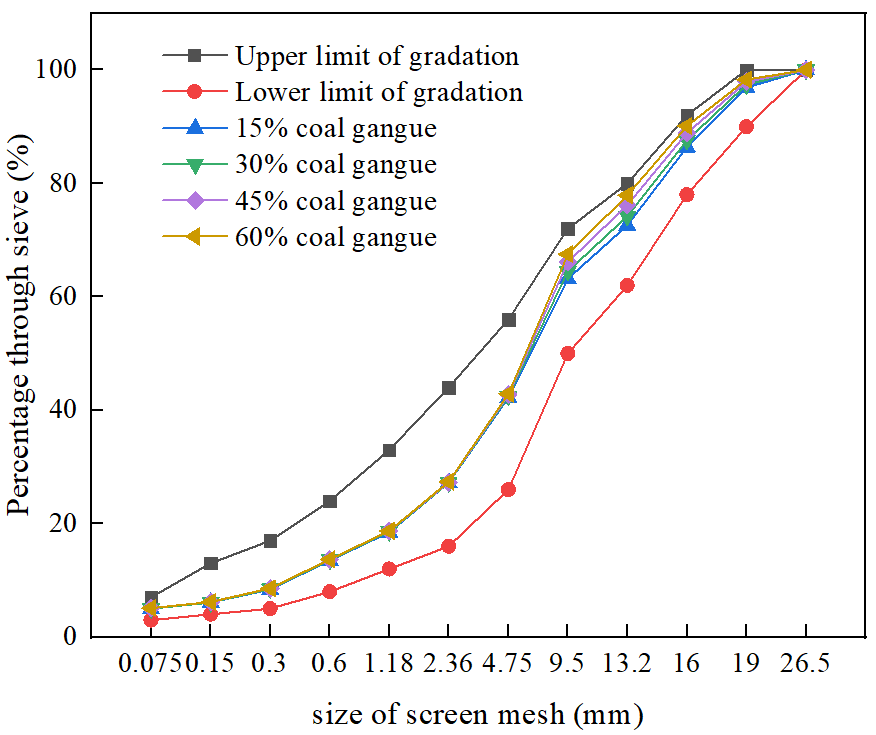 Upper limit of gradation
Lower limit of gradation
15% coal gangue
30% coal gangue
45% coal gangue
60% coal gangue
Percentage through sieve (%)
100
80
60
40
20
0
0.075 0.15 0.3 0.6 1.18 2.36 4.75 9.5 13.2 16 19 26.5
size of screen mesh (mm)